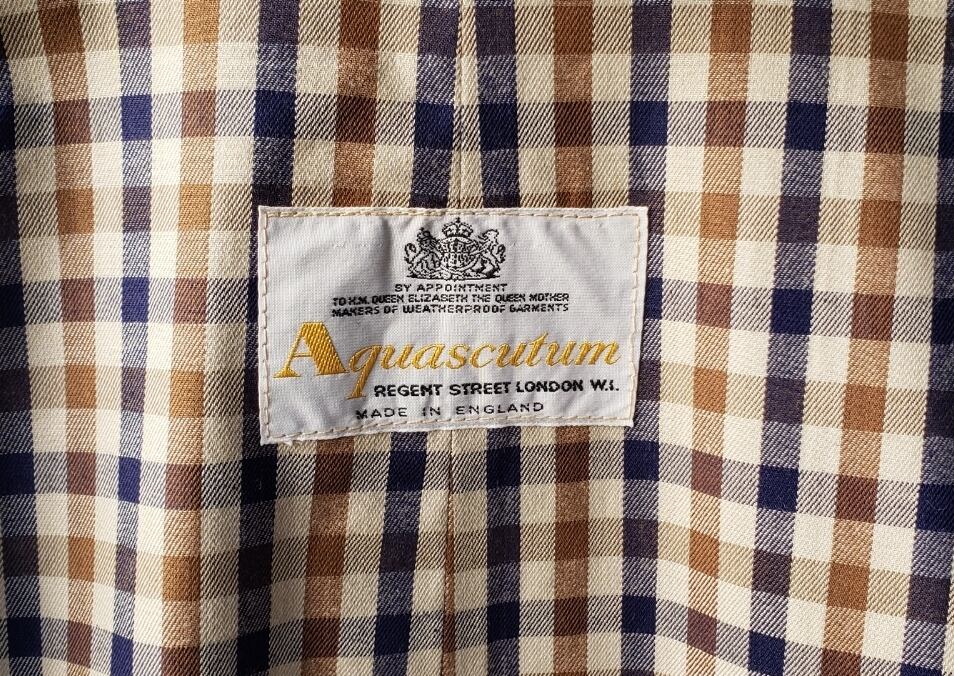 BY APPOINTMENT
TO H.M. QUEEN ELIZABETH THE QUEEN MOTHER
MAKERS OF WEATHERPROOF GARMENTS
Aquascutum
REGENT STREET LONDON W.1.
MADE IN ENGLAND